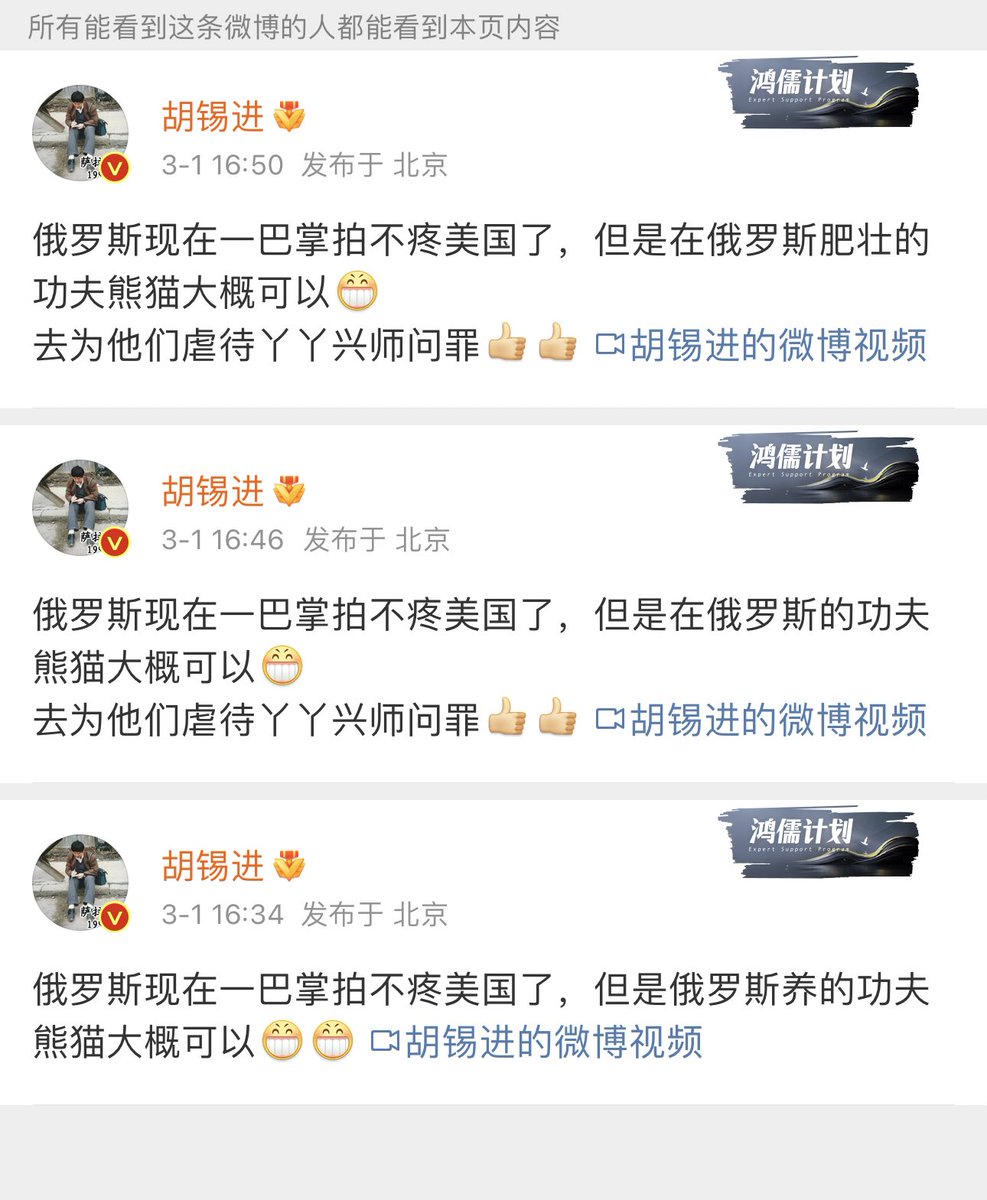 所有能看到这条微博的人都能看到本页内容
鸿儒计划
Expert Support Program
胡锡进
3-1 16:50 发布于 北京
俄罗斯现在一巴掌拍不疼美国了，但是在俄罗斯肥壮的
功夫熊猫大概可以😁
去为他们虐待丫丫兴师问罪👍👍 胡锡进的微博视频
鸿儒计划
Expert Support Program
胡锡进
3-1 16:46 发布于 北京
俄罗斯现在一巴掌拍不疼美国了，但是在俄罗斯的功夫
熊猫大概可以😁
去为他们虐待丫丫兴师问罪👍👍 胡锡进的微博视频
鸿儒计划
Expert Support Program
胡锡进
3-1 16:34 发布于 北京
俄罗斯现在一巴掌拍不疼美国了，但是俄罗斯养的功夫
熊猫大概可以😁😁 胡锡进的微博视频